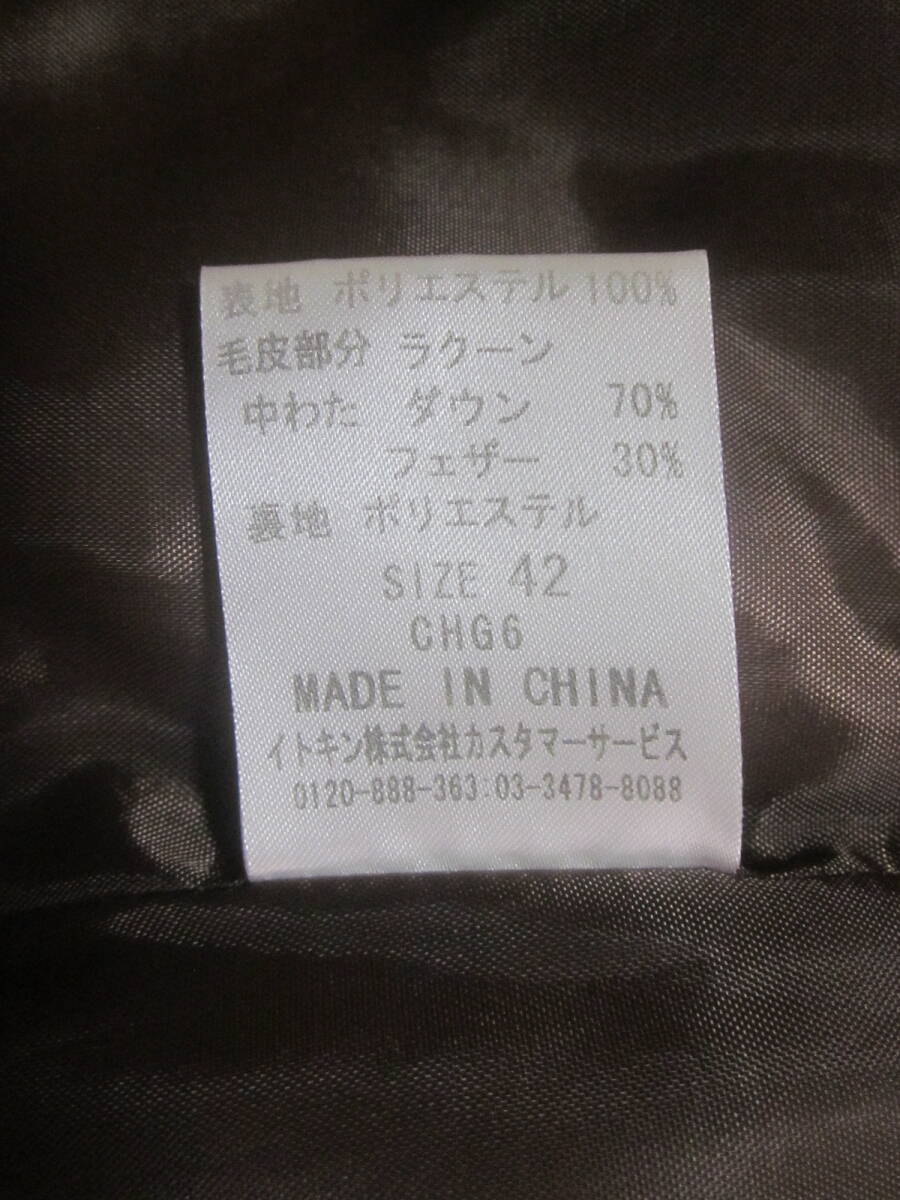 表地 ポリエステル 100%
毛皮部分 ラクーン
中わた ダウン 70%
フェザー 30%
裏地 ポリエステル
SIZE 42
CHG6
MADE IN CHINA
イトキン株式会社カスタマーサービス
0120-888-363:03-3478-8088